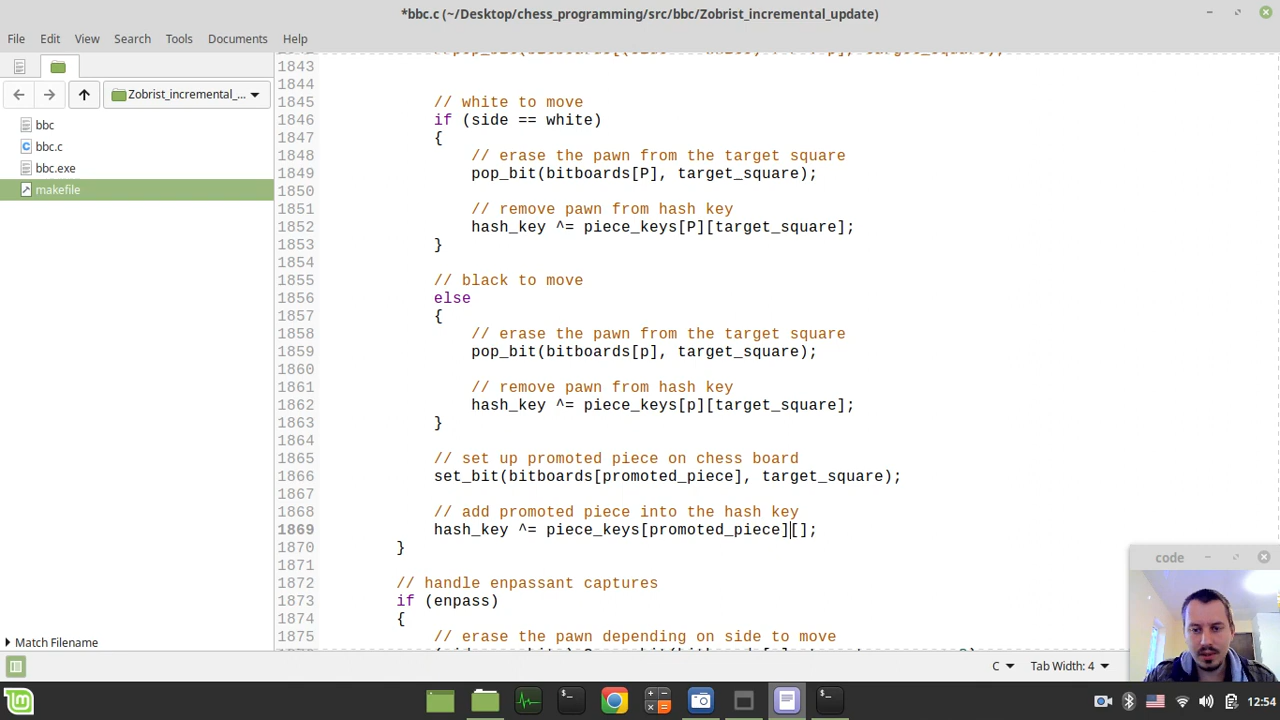 *bbc.c (~/Desktop/chess_programming/src/bbc/Zobrist_incremental_update)
File Edit View Search Tools Documents Help
Zobrist_incremental_...
bbc
bbc.c
bbc.exe
makefile
Match Filename
1843
1844
1845 // white to move
1846 if (side == white)
1847 {
1848 // erase the pawn from the target square
1849 pop_bit(bitboards[P], target_square);
1850
1851 // remove pawn from hash key
1852 hash_key ^= piece_keys[P][target_square];
1853 }
1854
1855 // black to move
1856 else
1857 {
1858 // erase the pawn from the target square
1859 pop_bit(bitboards[p], target_square);
1860
1861 // remove pawn from hash key
1862 hash_key ^= piece_keys[p][target_square];
1863 }
1864
1865 // set up promoted piece on chess board
1866 set_bit(bitboards[promoted_piece], target_square);
1867
1868 // add promoted piece into the hash key
1869 hash_key ^= piece_keys[promoted_piece][];
1870 }
1871
1872 // handle enpassant captures
1873 if (enpass)
1874 {
1875 // erase the pawn depending on side to move
code
C Tab Width: 4
12:54